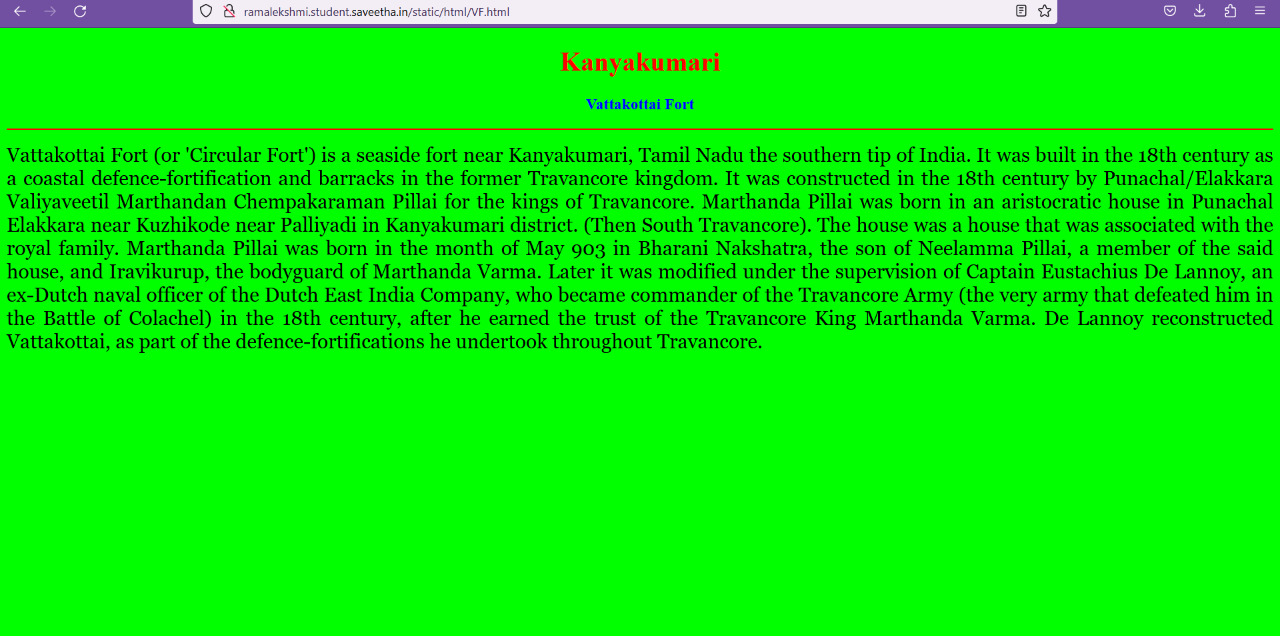 ramalekshmi.student.saveetha.in/static/html/VF.html
Kanyakumari
Vattakottai Fort
Vattakottai Fort (or 'Circular Fort') is a seaside fort near Kanyakumari, Tamil Nadu the southern tip of India. It was built in the 18th century as
a coastal defence-fortification and barracks in the former Travancore kingdom. It was constructed in the 18th century by Punachal/Elakkara
Valiyaveetil Marthandan Chempakaraman Pillai for the kings of Travancore. Marthanda Pillai was born in an aristocratic house in Punachal
Elakkara near Kuzhikode near Palliyadi in Kanyakumari district. (Then South Travancore). The house was a house that was associated with the
royal family. Marthanda Pillai was born in the month of May 903 in Bharani Nakshatra, the son of Neelamma Pillai, a member of the said
house, and Iravikurup, the bodyguard of Marthanda Varma. Later it was modified under the supervision of Captain Eustachius De Lannoy, an
ex-Dutch naval officer of the Dutch East India Company, who became commander of the Travancore Army (the very army that defeated him in
the Battle of Colachel) in the 18th century, after he earned the trust of the Travancore King Marthanda Varma. De Lannoy reconstructed
Vattakottai, as part of the defence-fortifications he undertook throughout Travancore.